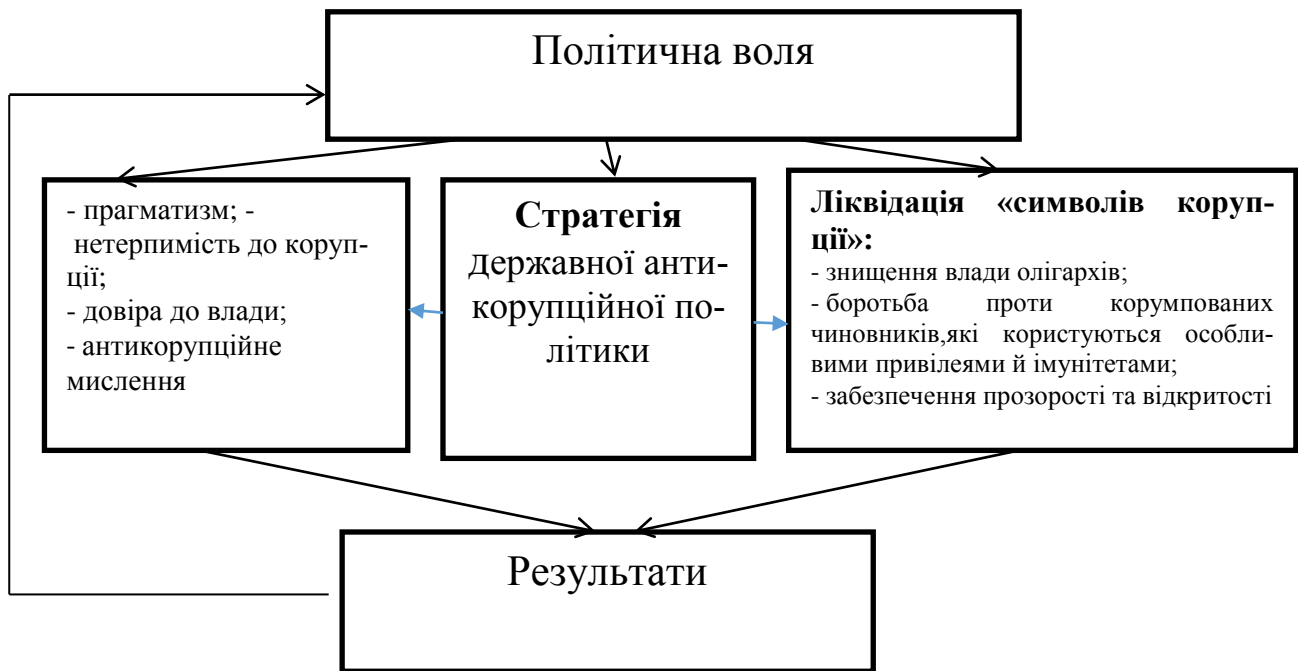 Політична воля
- прагматизм; -
нетерпимість до коруп-
ції;
- довіра до влади;
- антикорупційне
мислення
Стратегія
державної анти-
корупційної по-
літики
Ліквідація «символів коруп-
ції»:
- знищення влади олігархів;
- боротьба проти корумпованих
чиновників,які користуються особли-
вими привілеями й імунітетами;
- забезпечення прозорості та відкритості
Результати